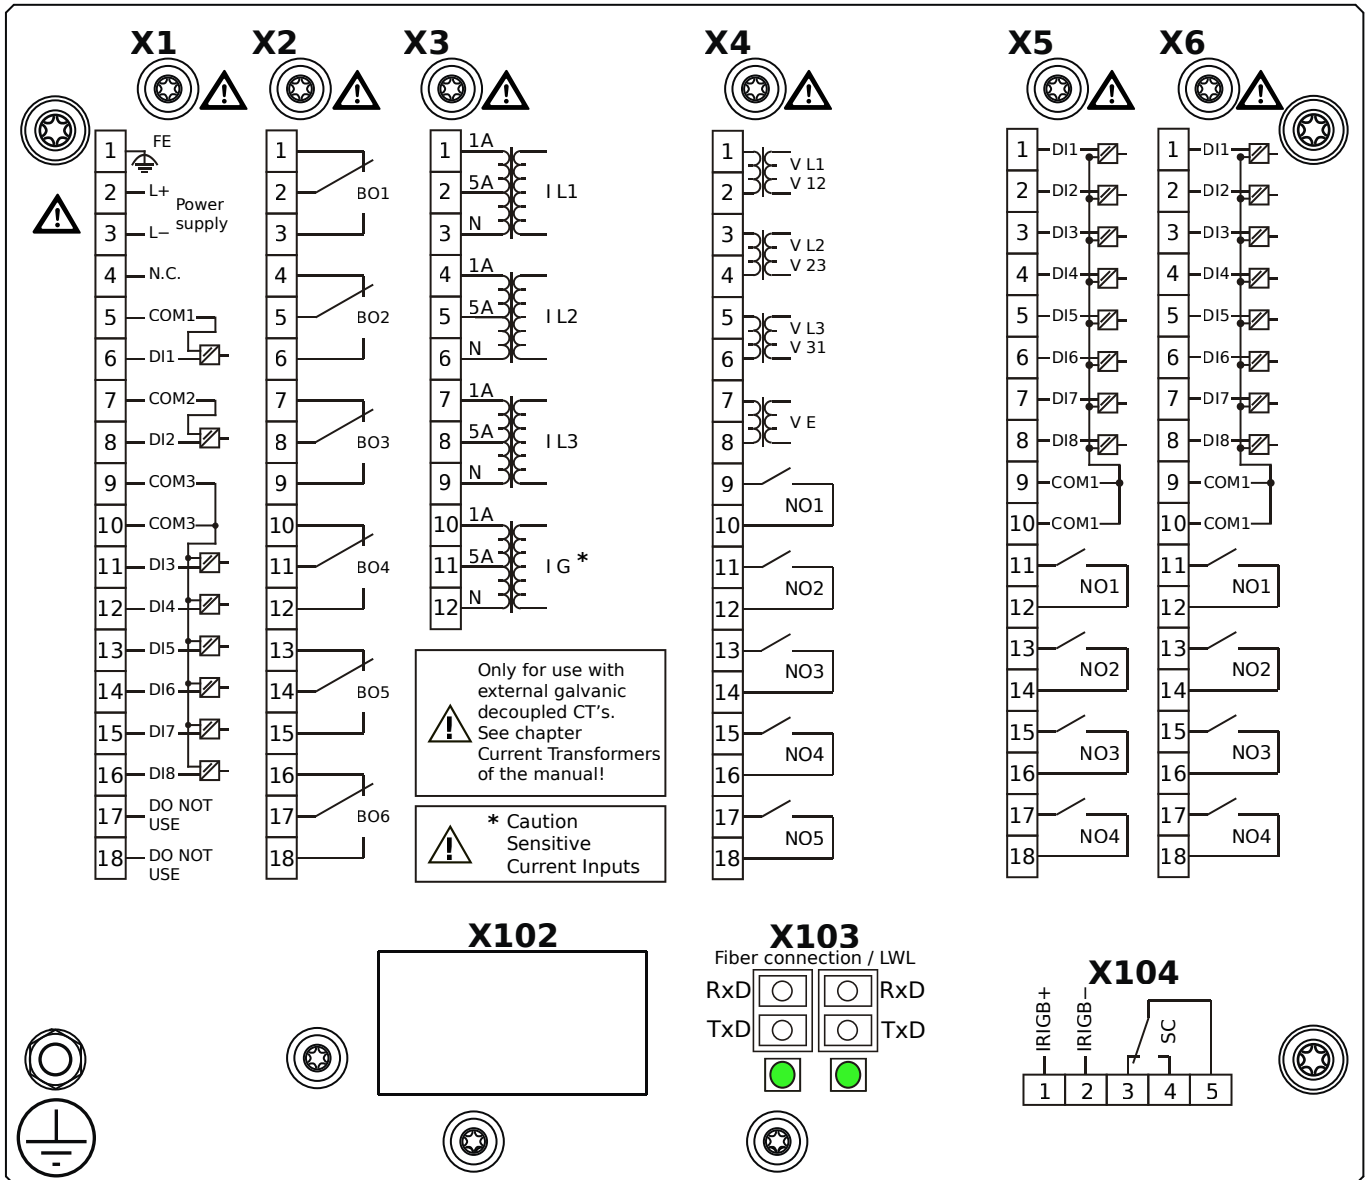 X1 X2 X3 X4 X5 X6
1 FE
2 L+
3 L−
Power
supply
4 N.C.
5 COM1
6 DI1
7 COM2
8 DI2
9 COM3
10 COM3
11 DI3
12 DI4
13 DI5
14 DI6
15 DI7
16 DI8
17 DO NOT
USE
18 DO NOT
USE
1
2 BO1
3
4
5 BO2
6
7
8 BO3
9
10
11 BO4
12
13
14 BO5
15
16
17 BO6
18
1 1A
2 5A I L1
3 N
4 1A
5 5A I L2
6 N
7 1A
8 5A I L3
9 N
10 1A
11 5A I G *
12 N
Only for use with
external galvanic
decoupled CT's.
See chapter
Current Transformers
of the manual!
* Caution
Sensitive
Current Inputs
1 V L1
2 V 12
3 V L2
4 V 23
5 V L3
6 V 31
7 V E
8
9 NO1
10
11 NO2
12
13 NO3
14
15 NO4
16
17 NO5
18
1 DI1
2 DI2
3 DI3
4 DI4
5 DI5
6 DI6
7 DI7
8 DI8
9 COM1
10 COM1
11 NO1
12
13 NO2
14
15 NO3
16
17 NO4
18
1 DI1
2 DI2
3 DI3
4 DI4
5 DI5
6 DI6
7 DI7
8 DI8
9 COM1
10 COM1
11 NO1
12
13 NO2
14
15 NO3
16
17 NO4
18
X102
X103
Fiber connection / LWL
RxD RxD
TxD TxD
X104
IRIGB+
IRIGB−
SC
1 2 3 4 5